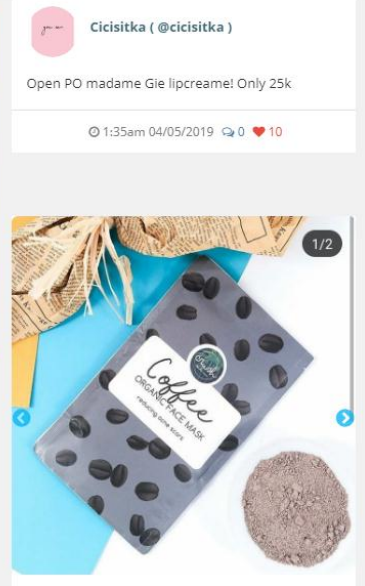 Cicisitka ( @cicisitka )
Open PO madame Gie lipcreame! Only 25k
1:35am 04/05/2019 0 10
1/2
Coffee
ORGANIC FACE MASK
reducing acne scars